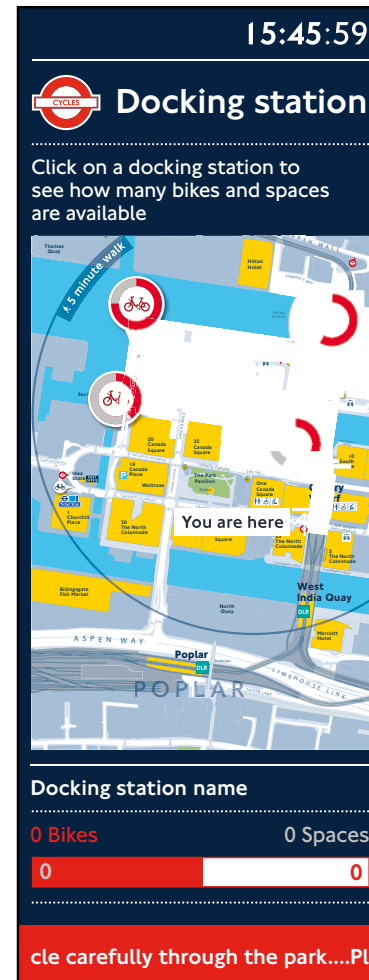 15:45:59
CYCLES
Docking station
Click on a docking station to
see how many bikes and spaces
are available
Thames
Quay
5 minute walk
Hilton
Hotel
20
Canada
Square
25
Canada
Square
18
Canada
Place
The Park
Pavilion
Waitrose
Idea
Store
One
Canada
Square
10
South
1
Churchill
Place
30
The North
Colonnade
You are here
Square
The North
Colonnade
5
The North
Colonnade
Billingsgate
Fish Market
North
Quay
West
India Quay
DLR
Marriott
Hotel
ASPEN WAY
Poplar
DLR
POPLAR
LIMEHOUSE LINK
Docking station name
0 Bikes
0 Spaces
0
0
cle carefully through the park....Pl